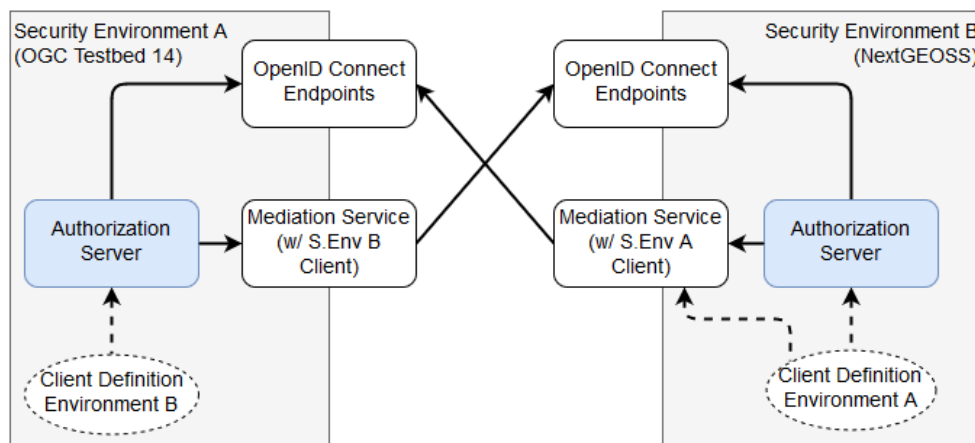 Security Environment A
(OGC Testbed 14)
OpenID Connect
Endpoints
Authorization
Server
Mediation Service
(w/ S.Env B
Client)
Client Definition
Environment B
Security Environment B
(NextGEOSS)
OpenID Connect
Endpoints
Mediation Service
(w/ S.Env A
Client)
Authorization
Server
Client Definition
Environment A